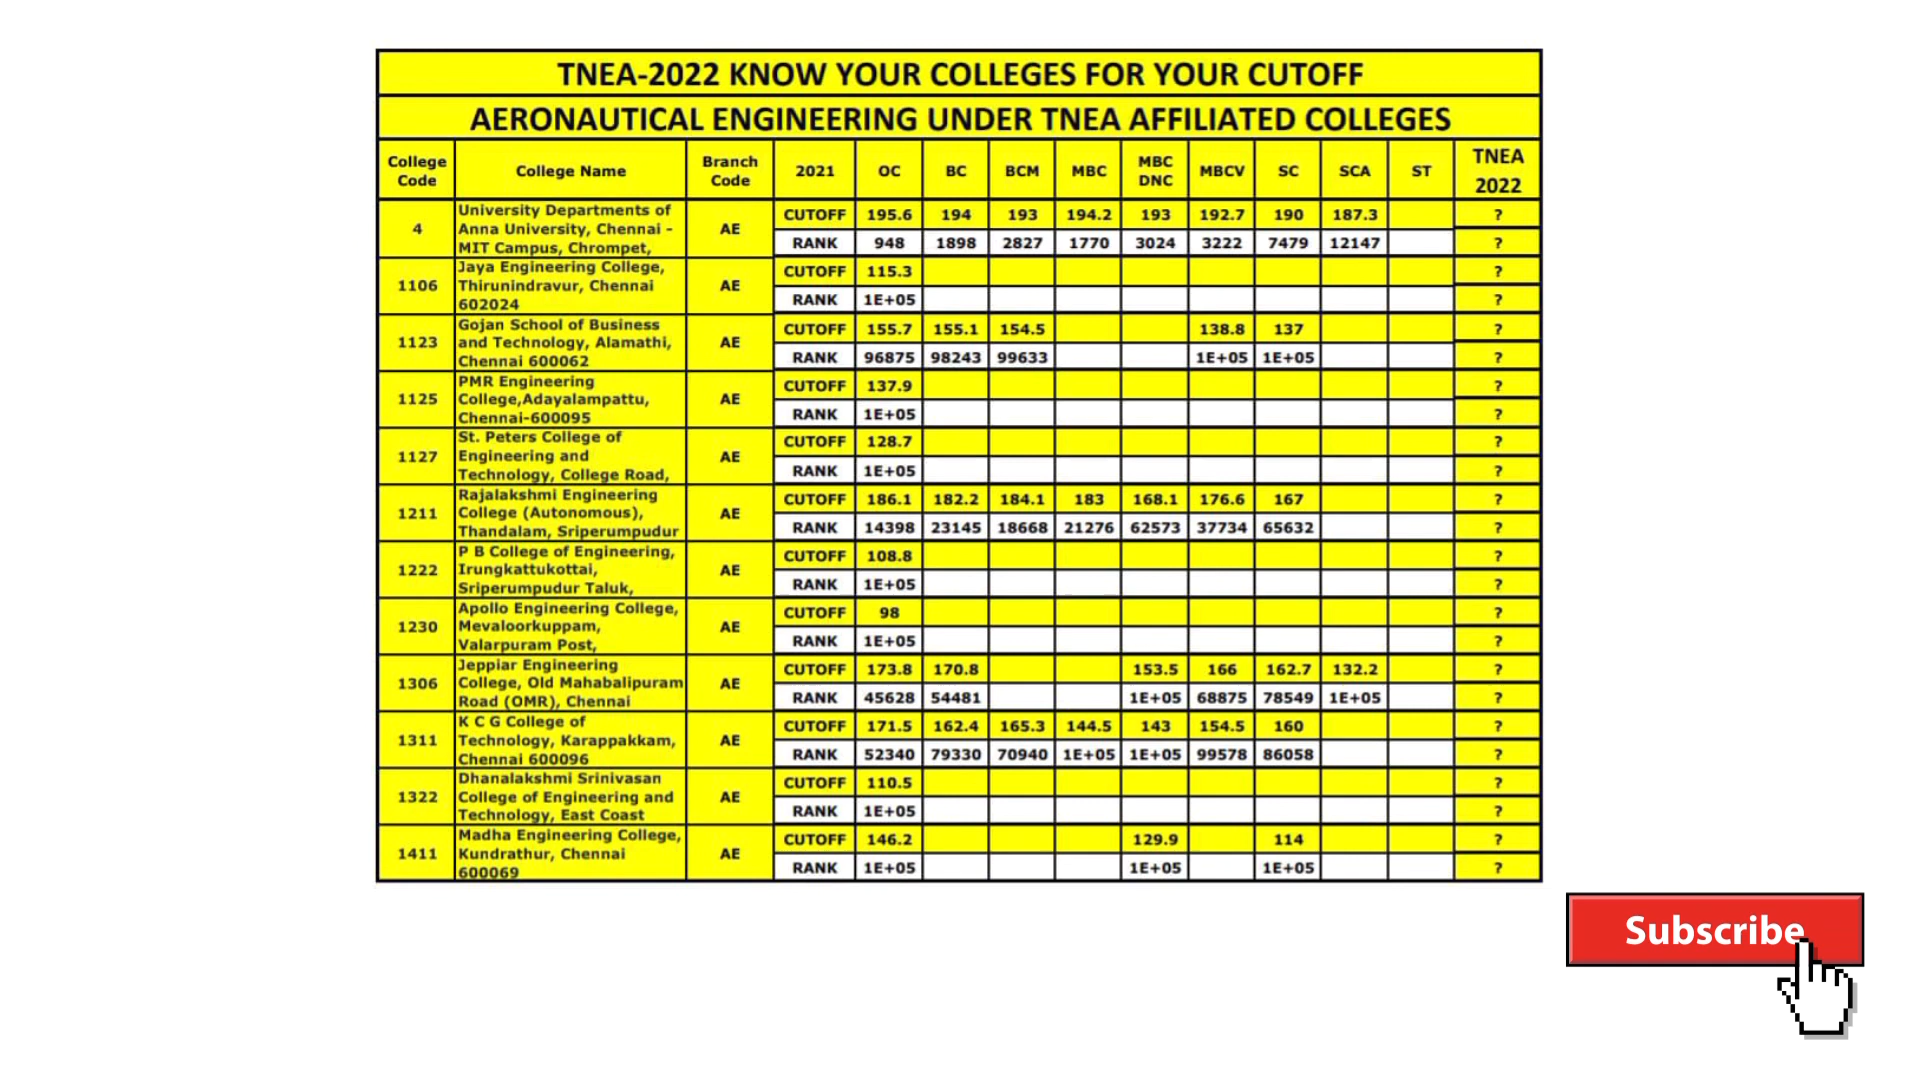 TNEA-2022 KNOW YOUR COLLEGES FOR YOUR CUTOFF
AERONAUTICAL ENGINEERING UNDER TNEA AFFILIATED COLLEGES
College Code College Name Branch Code 2021 OC BC BCM MBC MBC DNC MBCV SC SCA ST TNEA 2022
4 University Departments of Anna University, Chennai - MIT Campus, Chrompet, AE CUTOFF 195.6 194 193 194.2 193 192.7 190 187.3 ?
RANK 948 1898 2827 1770 3024 3222 7479 12147 ?
1106 Jaya Engineering College, Thirunindravur, Chennai 602024 AE CUTOFF 115.3 ?
RANK 1E+05 ?
1123 Gojan School of Business and Technology, Alamathi, Chennai 600062 AE CUTOFF 155.7 155.1 154.5 138.8 137 ?
RANK 96875 98243 99633 1E+05 1E+05 ?
1125 PMR Engineering College,Adayalampattu, Chennai-600095 AE CUTOFF 137.9 ?
RANK 1E+05 ?
1127 St. Peters College of Engineering and Technology, College Road, AE CUTOFF 128.7 ?
RANK 1E+05 ?
1211 Rajalakshmi Engineering College (Autonomous), Thandalam, Sriperumpudur AE CUTOFF 186.1 182.2 184.1 183 168.1 176.6 167 ?
RANK 14398 23145 18668 21276 62573 37734 65632 ?
1222 P B College of Engineering, Irungkattukottai, Sriperumpudur Taluk, AE CUTOFF 108.8 ?
RANK 1E+05 ?
1230 Apollo Engineering College, Mevaloorkuppam, Valarpuram Post, AE CUTOFF 98 ?
RANK 1E+05 ?
1306 Jeppiar Engineering College, Old Mahabalipuram Road (OMR), Chennai AE CUTOFF 173.8 170.8 153.5 166 162.7 132.2 ?
RANK 45628 54481 1E+05 68875 78549 1E+05 ?
1311 K C G College of Technology, Karappakkam, Chennai 600096 AE CUTOFF 171.5 162.4 165.3 144.5 143 154.5 160 ?
RANK 52340 79330 70940 1E+05 1E+05 99578 86058 ?
1322 Dhanalakshmi Srinivasan College of Engineering and Technology, East Coast AE CUTOFF 110.5 ?
RANK 1E+05 ?
1411 Madha Engineering College, Kundrathur, Chennai 600069 AE CUTOFF 146.2 129.9 114 ?
RANK 1E+05 1E+05 1E+05 ?
Subscribe